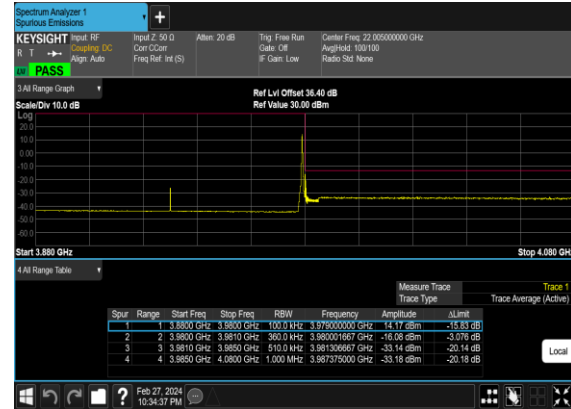 Spectrum Analyzer 1
Spurious Emissions
KEYSIGHT Input: RF Input Z: 50 Ω Atten: 20 dB Trig: Free Run Center Freq: 22.005000000 GHz
R T Coupling: DC Corr CCorr Gate: Off Avg|Hold: 100/100
Align: Auto Freq Ref: Int (S) IF Gain: Low Radio Std: None
PASS
3 All Range Graph
Ref Lvl Offset 36.40 dB
Scale/Div 10.0 dB Ref Value 30.00 dBm
Log
20.0
10.0
0.00
-10.0
-20.0
-30.0
-40.0
-50.0
-60.0
Start 3.880 GHz Stop 4.080 GH
4 All Range Table
Measure Trace Trace 1
Trace Type Trace Average (Active)
Spur Range Start Freq Stop Freq RBW Frequency Amplitude ΔLimit
1 1 3.8800 GHz 3.9800 GHz 100.0 kHz 3.979000000 GHz 14.17 dBm -15.83 dB
2 2 3.9800 GHz 3.9810 GHz 360.0 kHz 3.980001667 GHz -16.08 dBm -3.076 dB
3 3 3.9810 GHz 3.9850 GHz 510.0 kHz 3.981306667 GHz -33.14 dBm -20.14 dB
4 4 3.9850 GHz 4.0800 GHz 1.000 MHz 3.987375000 GHz -33.18 dBm -20.18 dB
Local
Feb 27, 2024
10:34:37 PM